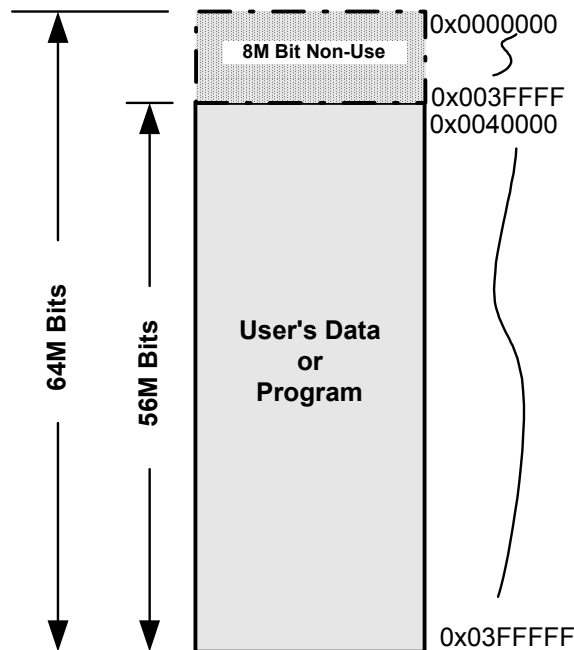 0x0000000
8M Bit Non-Use
0x003FFFF
0x0040000
64M Bits
56M Bits
User's Data
or
Program
0x03FFFFF